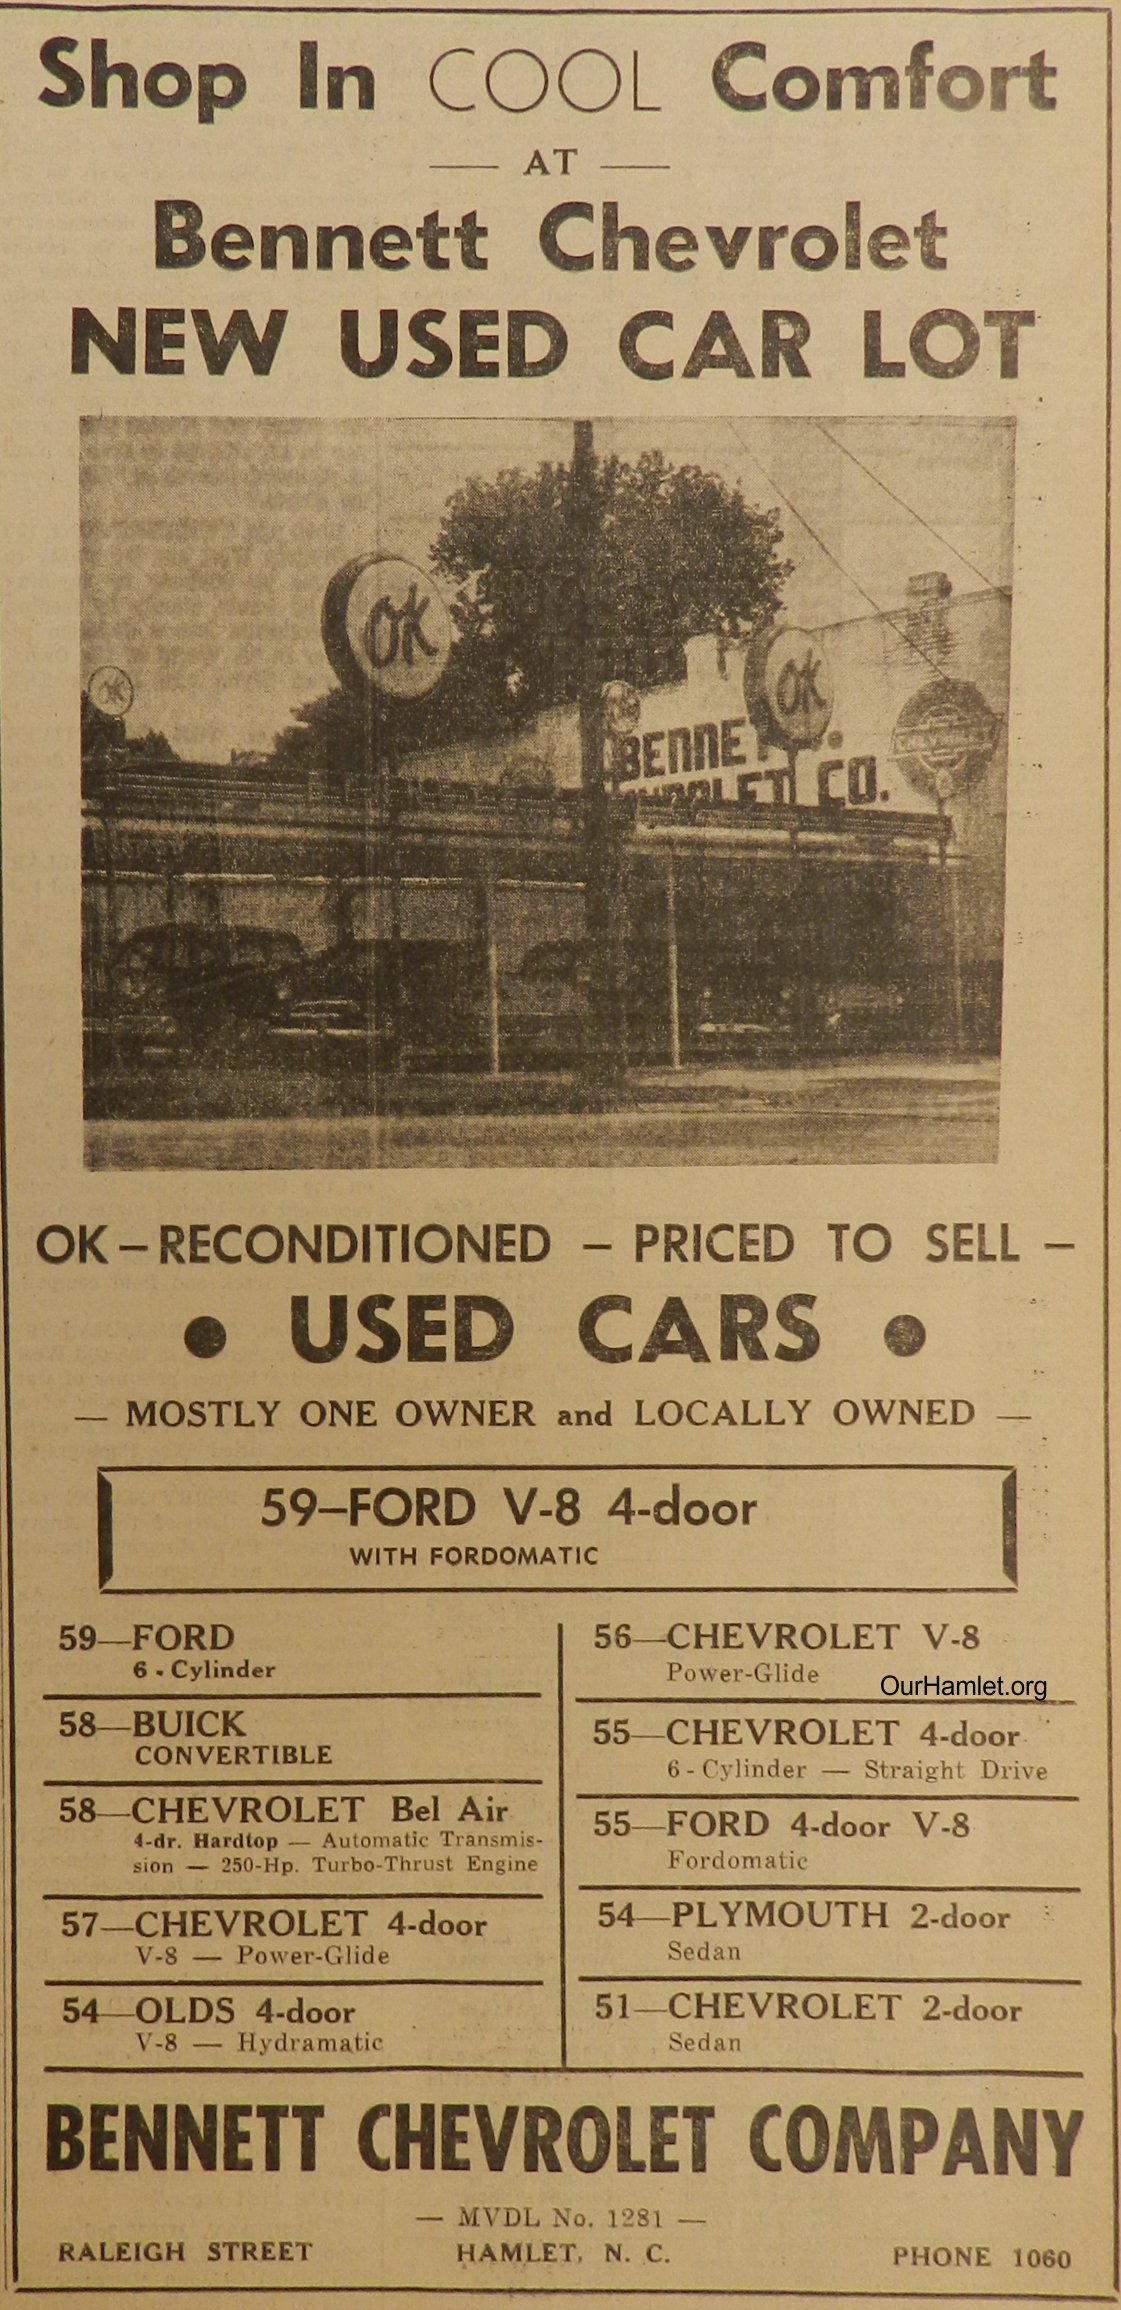 Shop In COOL Comfort
— AT —
Bennett Chevrolet
NEW USED CAR LOT
OK
OK
OK
BENNET
CO.
CHEVROLET
OK – RECONDITIONED – PRICED TO SELL –
• USED CARS •
— MOSTLY ONE OWNER and LOCALLY OWNED —
59–FORD V-8 4-door
WITH FORDOMATIC
59—FORD
6 - Cylinder
58—BUICK
CONVERTIBLE
58—CHEVROLET Bel Air
4-dr. Hardtop — Automatic Transmis-
sion — 250-Hp. Turbo-Thrust Engine
57—CHEVROLET 4-door
V-8 — Power-Glide
54—OLDS 4-door
V-8 — Hydramatic
56—CHEVROLET V-8
Power-Glide
OurHamlet.org
55—CHEVROLET 4-door
6 - Cylinder — Straight Drive
55—FORD 4-door V-8
Fordomatic
54—PLYMOUTH 2-door
Sedan
51—CHEVROLET 2-door
Sedan
BENNETT CHEVROLET COMPANY
— MVDL No. 1281 —
RALEIGH STREET HAMLET, N. C. PHONE 1060